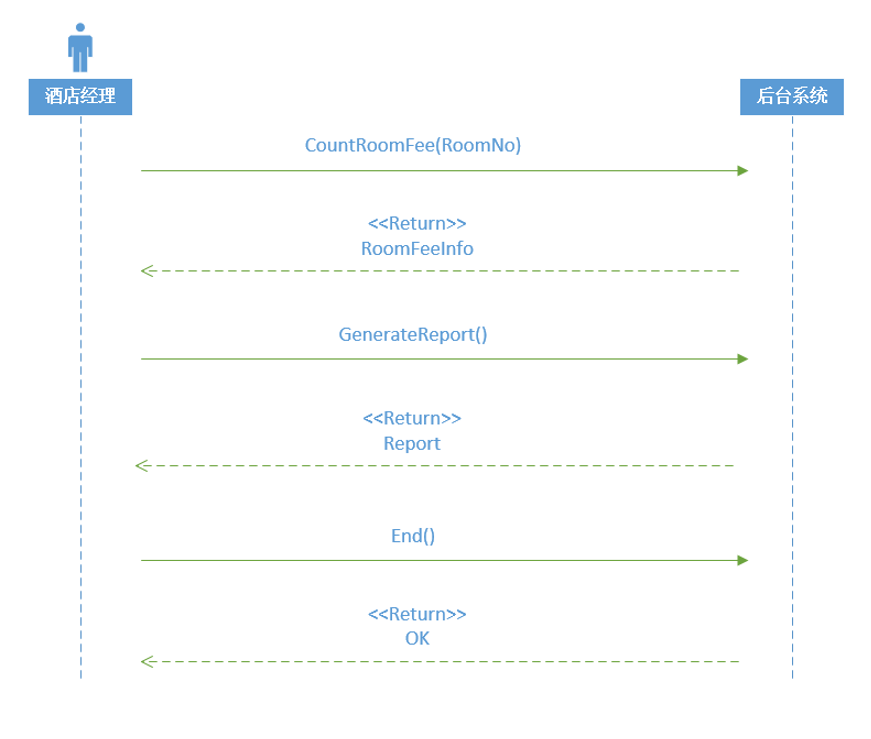 酒店经理
后台系统
CountRoomFee(RoomNo)
<<Return>>
RoomFeeInfo
GenerateReport()
<<Return>>
Report
End()
<<Return>>
OK